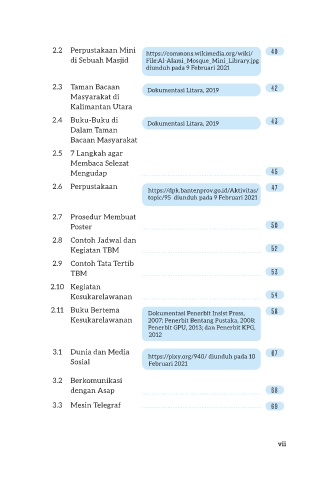 2.2 Perpustakaan Mini
di Sebuah Masjid
https://commons.wikimedia.org/wiki/
File:Al-Alami_Mosque_Mini_Library.jpg
diunduh pada 9 Februari 2021
40
2.3 Taman Bacaan
Masyarakat di
Kalimantan Utara
Dokumentasi Litara, 2019
42
2.4 Buku-Buku di
Dalam Taman
Bacaan Masyarakat
Dokumentasi Litara, 2019
43
2.5 7 Langkah agar
Membaca Selezat
Mengudap
45
2.6 Perpustakaan
https://dpk.bantenprov.go.id/Aktivitas/
topic/95 diunduh pada 9 Februari 2021
47
2.7 Prosedur Membuat
Poster
50
2.8 Contoh Jadwal dan
Kegiatan TBM
52
2.9 Contoh Tata Tertib
TBM
53
2.10 Kegiatan
Kesukarelawanan
54
2.11 Buku Bertema
Kesukarelawanan
Dokumentasi Penerbit Insist Press,
2007; Penerbit Bentang Pustaka, 2008;
Penerbit GPU, 2013; dan Penerbit KPG,
2012
56
3.1 Dunia dan Media
Sosial
https://pixy.org/940/ diunduh pada 10
Februari 2021
67
3.2 Berkomunikasi
dengan Asap
68
3.3 Mesin Telegraf
69
vii